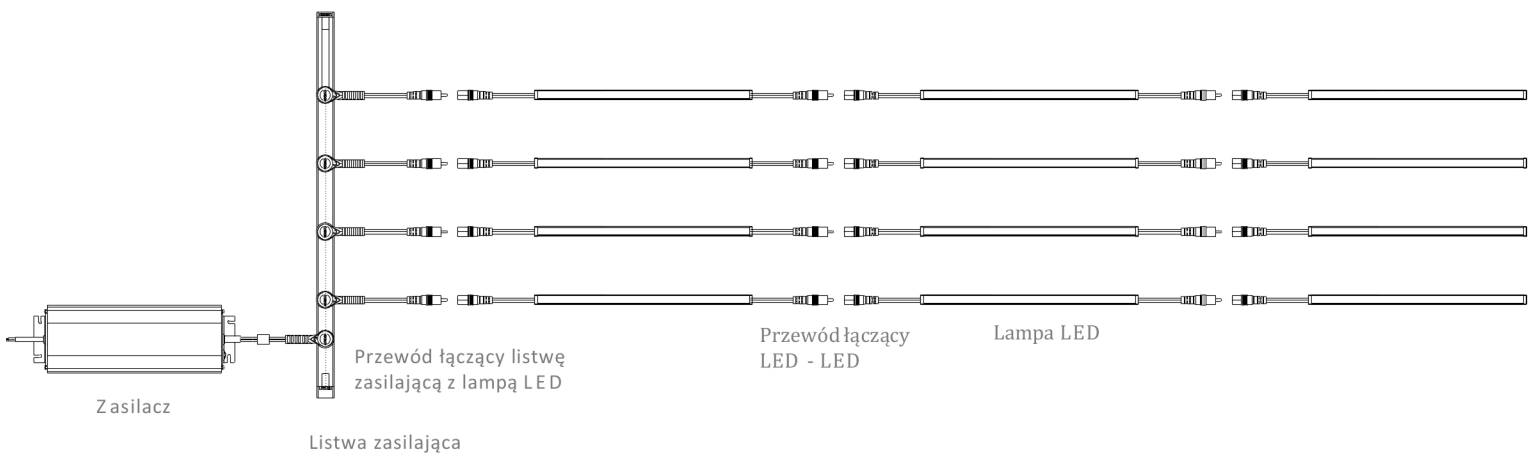 Przewód łączący
LED - LED
Lampa LED
Przewód łączący listwę
zasilającą z lampą LED
Zasilacz
Listwa zasilająca